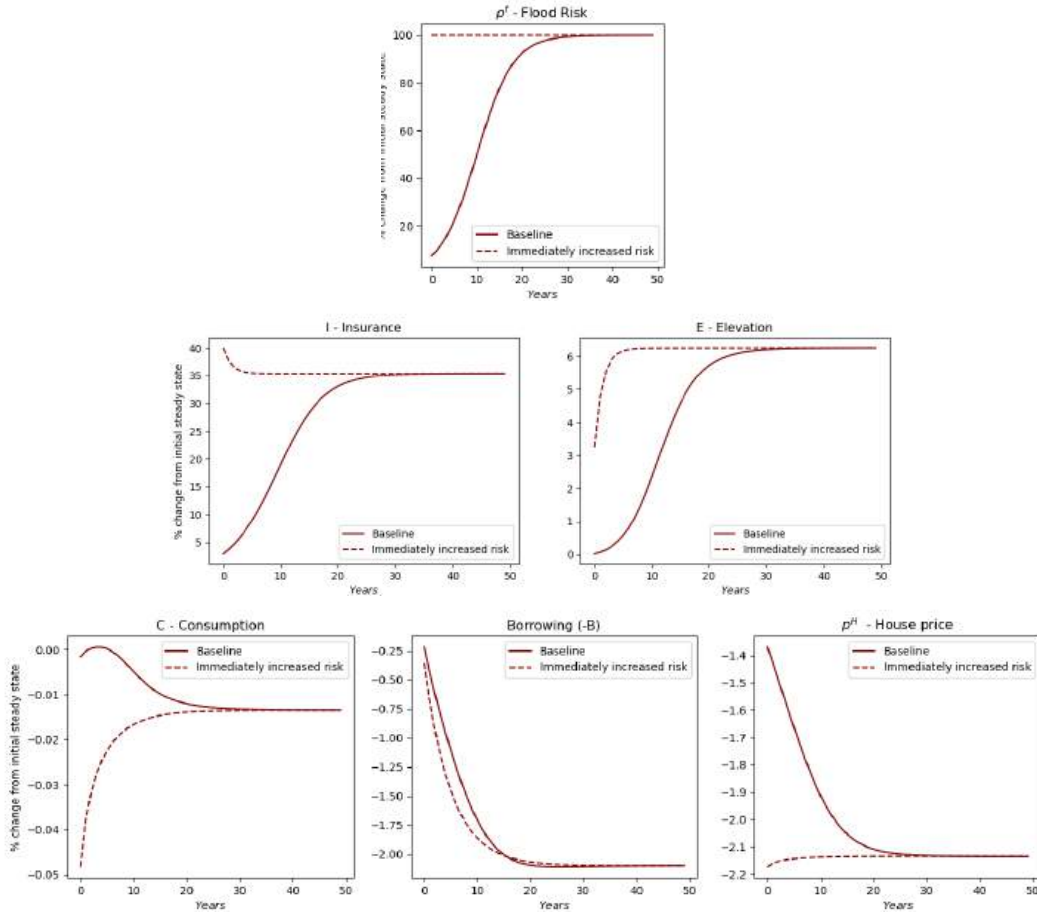 ρ^f - Flood Risk
% change from initial steady state
100
80
60
40
20
Baseline
Immediately increased risk
0 10 20 30 40 50
Years
I - Insurance
% change from initial steady state
40
35
30
25
20
15
10
5
Baseline
Immediately increased risk
0 10 20 30 40 50
Years
E - Elevation
6
5
4
3
2
1
0
Baseline
Immediately increased risk
0 10 20 30 40 50
Years
C - Consumption
% change from initial steady state
0.00
−0.01
−0.02
−0.03
−0.04
−0.05
Baseline
Immediately increased risk
0 10 20 30 40 50
Years
Borrowing (-B)
−0.25
−0.50
−0.75
−1.00
−1.25
−1.50
−1.75
−2.00
Baseline
Immediately increased risk
0 10 20 30 40 50
Years
p^H - House price
−1.4
−1.5
−1.6
−1.7
−1.8
−1.9
−2.0
−2.1
−2.2
Baseline
Immediately increased risk
0 10 20 30 40 50
Years